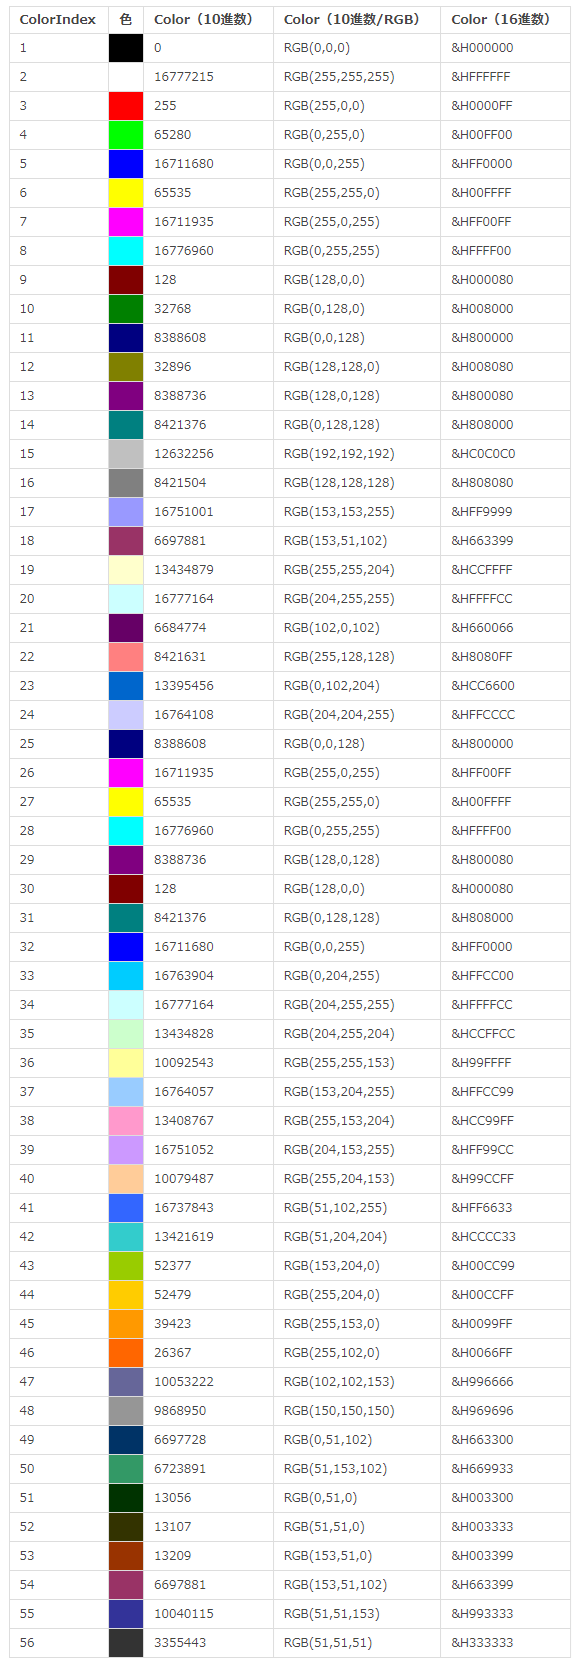 ColorIndex 色 Color（10進数） Color（10進数/RGB） Color（16進数）
1 0 RGB(0,0,0) &H000000
2 16777215 RGB(255,255,255) &HFFFFFF
3 255 RGB(255,0,0) &H0000FF
4 65280 RGB(0,255,0) &H00FF00
5 16711680 RGB(0,0,255) &HFF0000
6 65535 RGB(255,255,0) &H00FFFF
7 16711935 RGB(255,0,255) &HFF00FF
8 16776960 RGB(0,255,255) &HFFFF00
9 128 RGB(128,0,0) &H000080
10 32768 RGB(0,128,0) &H008000
11 8388608 RGB(0,0,128) &H800000
12 32896 RGB(128,128,0) &H008080
13 8388736 RGB(128,0,128) &H800080
14 8421376 RGB(0,128,128) &H808000
15 12632256 RGB(192,192,192) &HC0C0C0
16 8421504 RGB(128,128,128) &H808080
17 16751001 RGB(153,153,255) &HFF9999
18 6697881 RGB(153,51,102) &H663399
19 13434879 RGB(255,255,204) &HCCFFFF
20 16777164 RGB(204,255,255) &HFFFFCC
21 6684774 RGB(102,0,102) &H660066
22 8421631 RGB(255,128,128) &H8080FF
23 13395456 RGB(0,102,204) &HCC6600
24 16764108 RGB(204,204,255) &HFFCCCC
25 8388608 RGB(0,0,128) &H800000
26 16711935 RGB(255,0,255) &HFF00FF
27 65535 RGB(255,255,0) &H00FFFF
28 16776960 RGB(0,255,255) &HFFFF00
29 8388736 RGB(128,0,128) &H800080
30 128 RGB(128,0,0) &H000080
31 8421376 RGB(0,128,128) &H808000
32 16711680 RGB(0,0,255) &HFF0000
33 16763904 RGB(0,204,255) &HFFCC00
34 16777164 RGB(204,255,255) &HFFFFCC
35 13434828 RGB(204,255,204) &HCCFFCC
36 10092543 RGB(255,255,153) &H99FFFF
37 16764057 RGB(153,204,255) &HFFCC99
38 13408767 RGB(255,153,204) &HCC99FF
39 16751052 RGB(204,153,255) &HFF99CC
40 10079487 RGB(255,204,153) &H99CCFF
41 16737843 RGB(51,102,255) &HFF6633
42 13421619 RGB(51,204,204) &HCCCC33
43 52377 RGB(153,204,0) &H00CC99
44 52479 RGB(255,204,0) &H00CCFF
45 39423 RGB(255,153,0) &H0099FF
46 26367 RGB(255,102,0) &H0066FF
47 10053222 RGB(102,102,153) &H996666
48 9868950 RGB(150,150,150) &H969696
49 6697728 RGB(0,51,102) &H663300
50 6723891 RGB(51,153,102) &H669933
51 13056 RGB(0,51,0) &H003300
52 13107 RGB(51,51,0) &H003333
53 13209 RGB(153,51,0) &H003399
54 6697881 RGB(153,51,102) &H663399
55 10040115 RGB(51,51,153) &H993333
56 3355443 RGB(51,51,51) &H333333